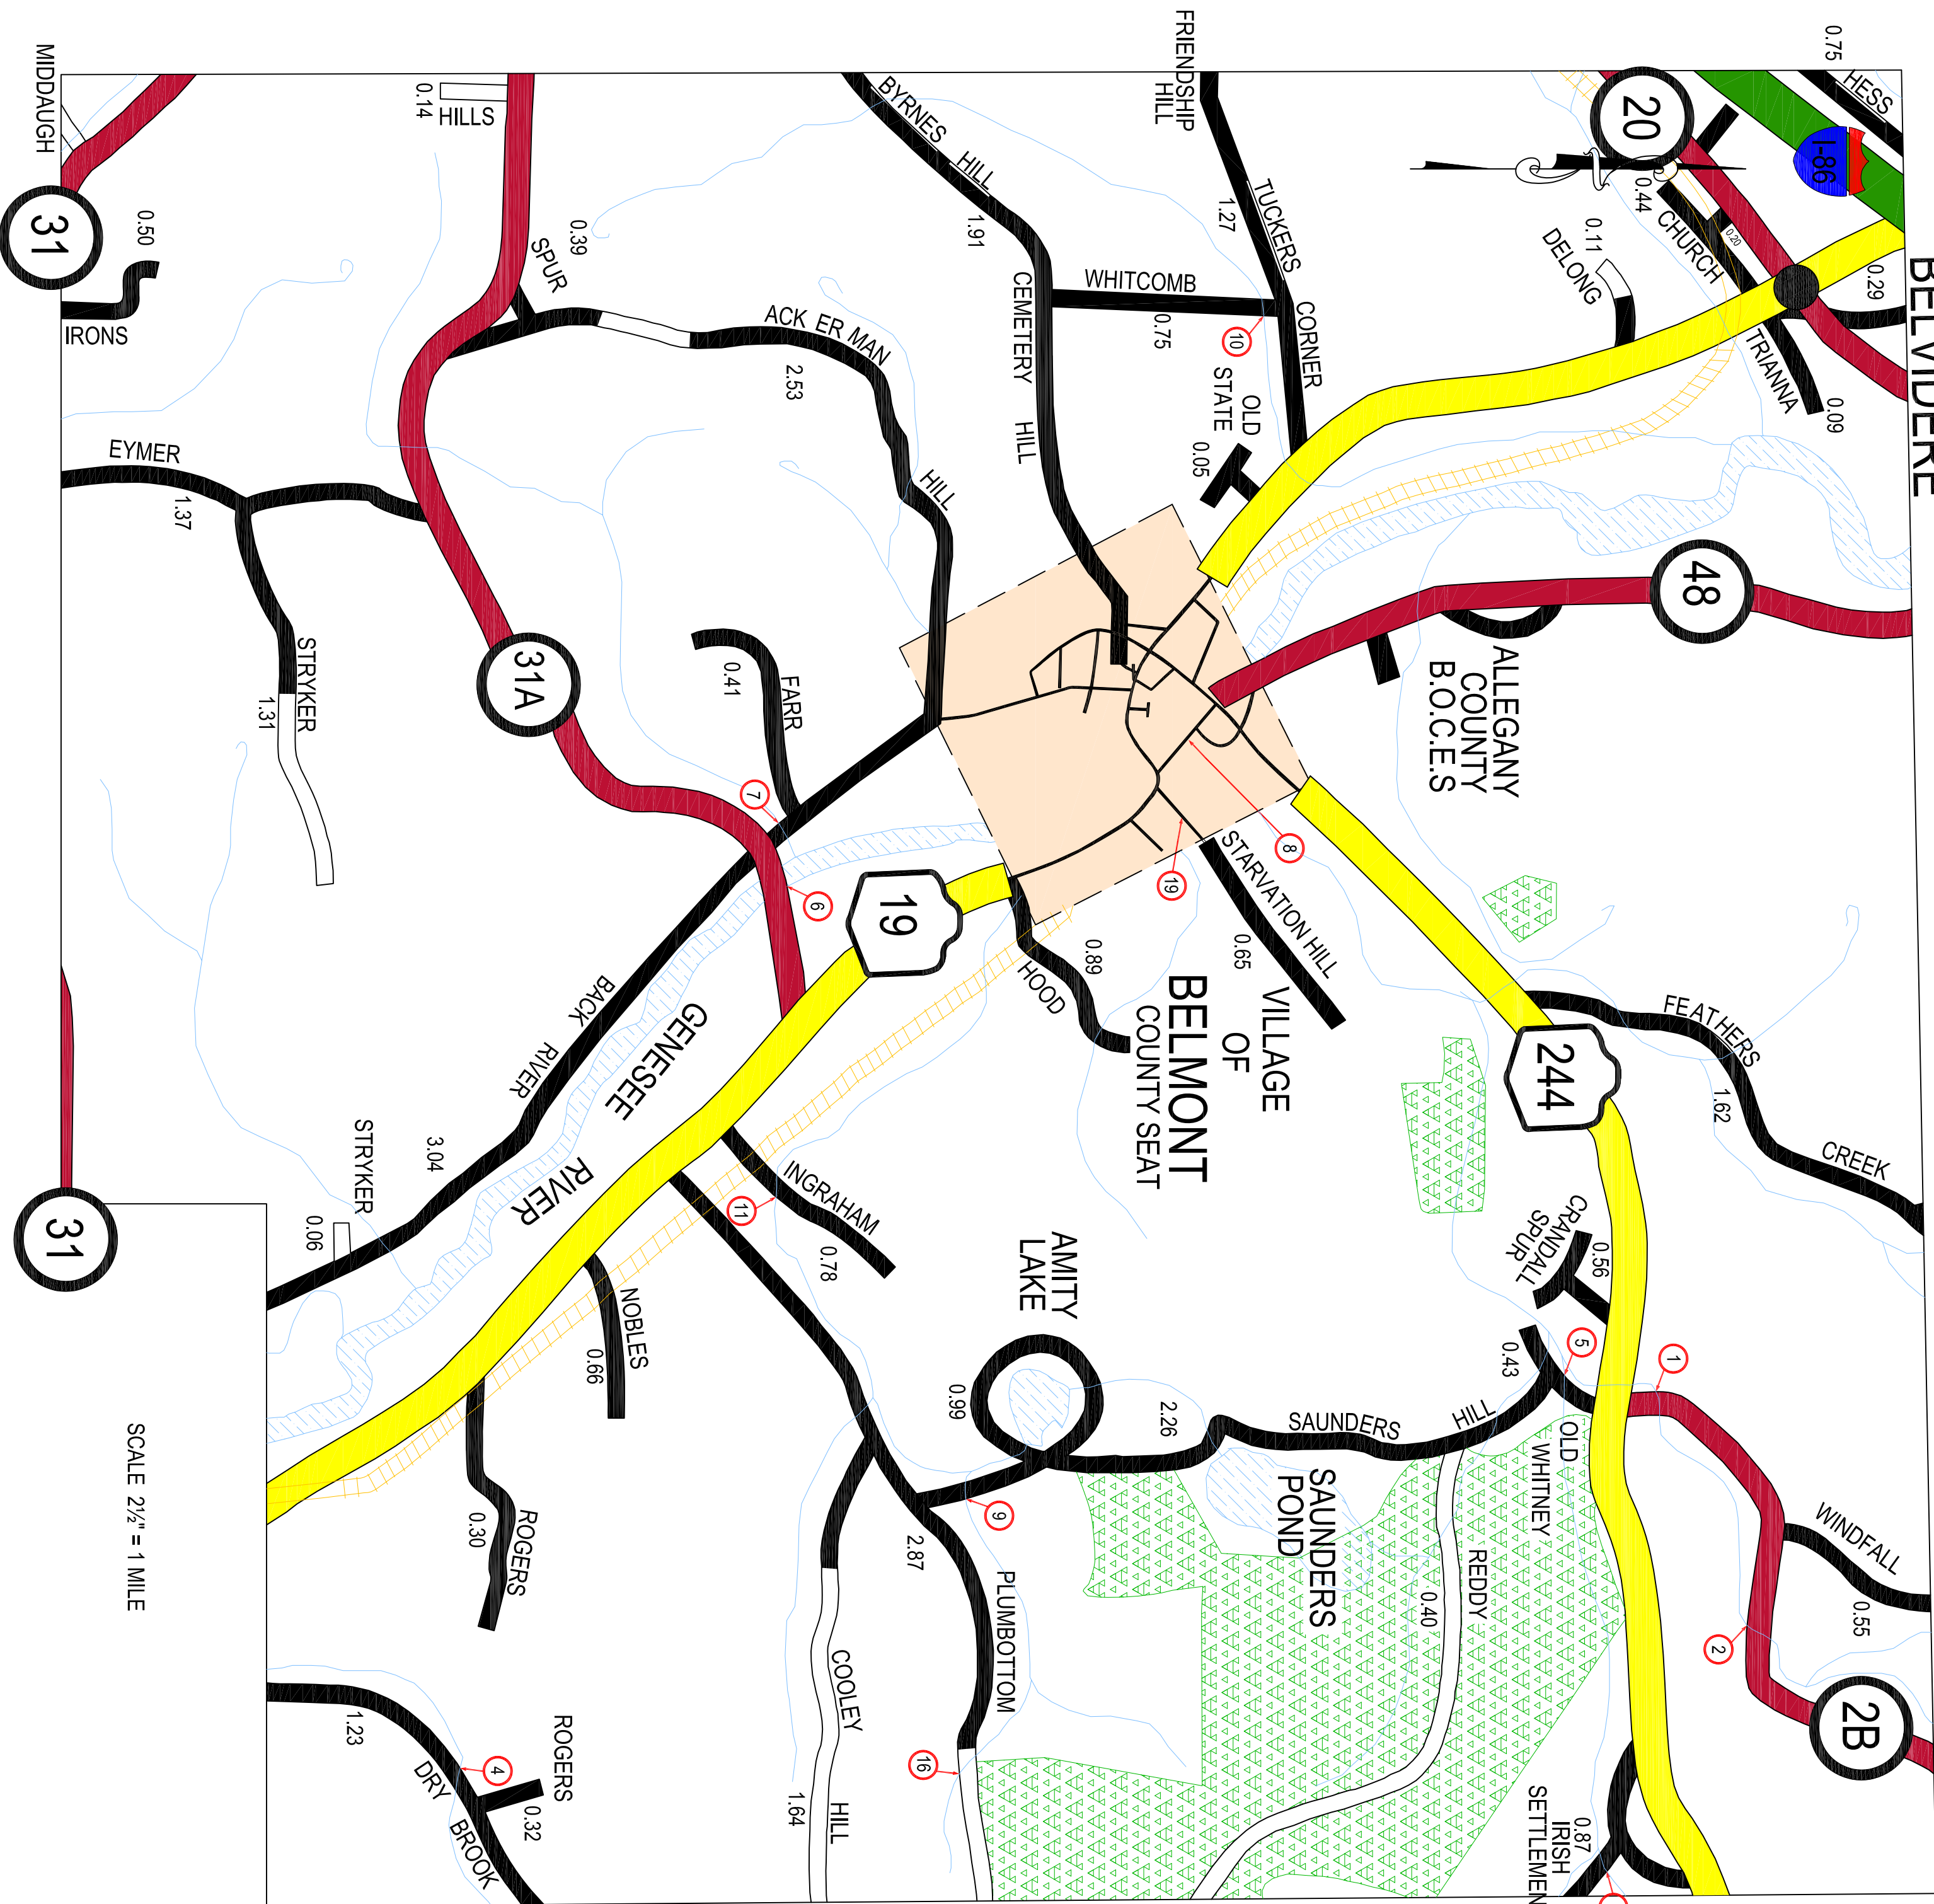 BELVIDERE
0.75
HESS
I-86
20
0.44
CHURCH
0.20
0.29
TRIANNA
0.09
0.11
DELONG
FRIENDSHIP
HILL
TUCKERS
CORNER
1.27
WHITCOMB
0.75
10
OLD
STATE
0.05
BYRNES
HILL
1.91
CEMETERY
HILL
48
ALLEGANY
COUNTY
B.O.C.E.S
HILLS
0.14
MIDDAUGH
31
0.50
IRONS
0.39
SPUR
ACK ER MAN
HILL
2.53
EYMER
1.37
STRYKER
1.31
31A
FARR
0.41
7
6
19
8
19
STARVATION HILL
0.65
HOOD
0.89
VILLAGE
OF
BELMONT
COUNTY SEAT
244
FEATHERS
CREEK
1.62
GENESEE
RIVER
BACK
RIVER
3.04
STRYKER
0.06
31
INGRAHAM
11
0.78
NOBLES
0.66
AMITY
LAKE
0.99
CRANDALL
SPUR
0.56
5
1
0.43
OLD
WHITNEY
SAUNDERS
HILL
2.26
SAUNDERS
POND
REDDY
0.40
WINDFALL
0.55
2
2B
9
2.87
PLUMBOTTOM
16
COOLEY
HILL
1.64
ROGERS
0.30
ROGERS
0.32
4
1.23
DRY
BROOK
0.87
IRISH
SETTLEMEN
SCALE 2½" = 1 MILE